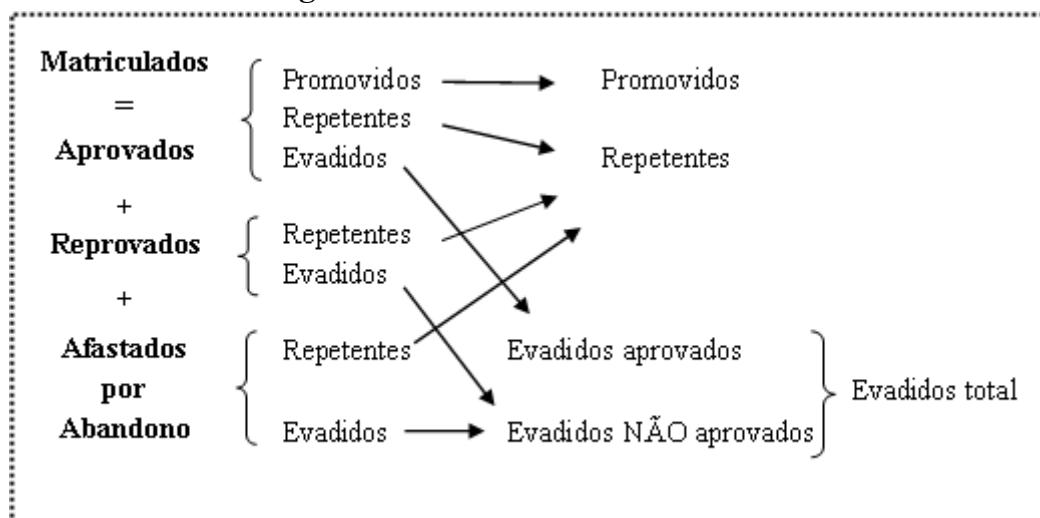 Matriculados
=
Aprovados
+
Reprovados
+
Afastados
por
Abandono
Promovidos
Repetentes
Evadidos
Repetentes
Evadidos
Repetentes
Evadidos
Promovidos
Repetentes
Evadidos aprovados
Evadidos NÃO aprovados
Evadidos total